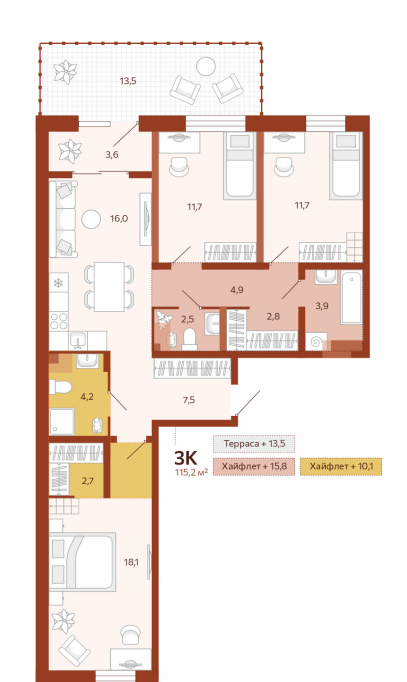 13,5
3,6
16,0
11,7
11,7
4,9
2,5
2,8
3,9
4,2
7,5
3К
115,2 м²
Терраса + 13,5
Хайфлет + 15,8
Хайфлет + 10,1
2,7
18,1